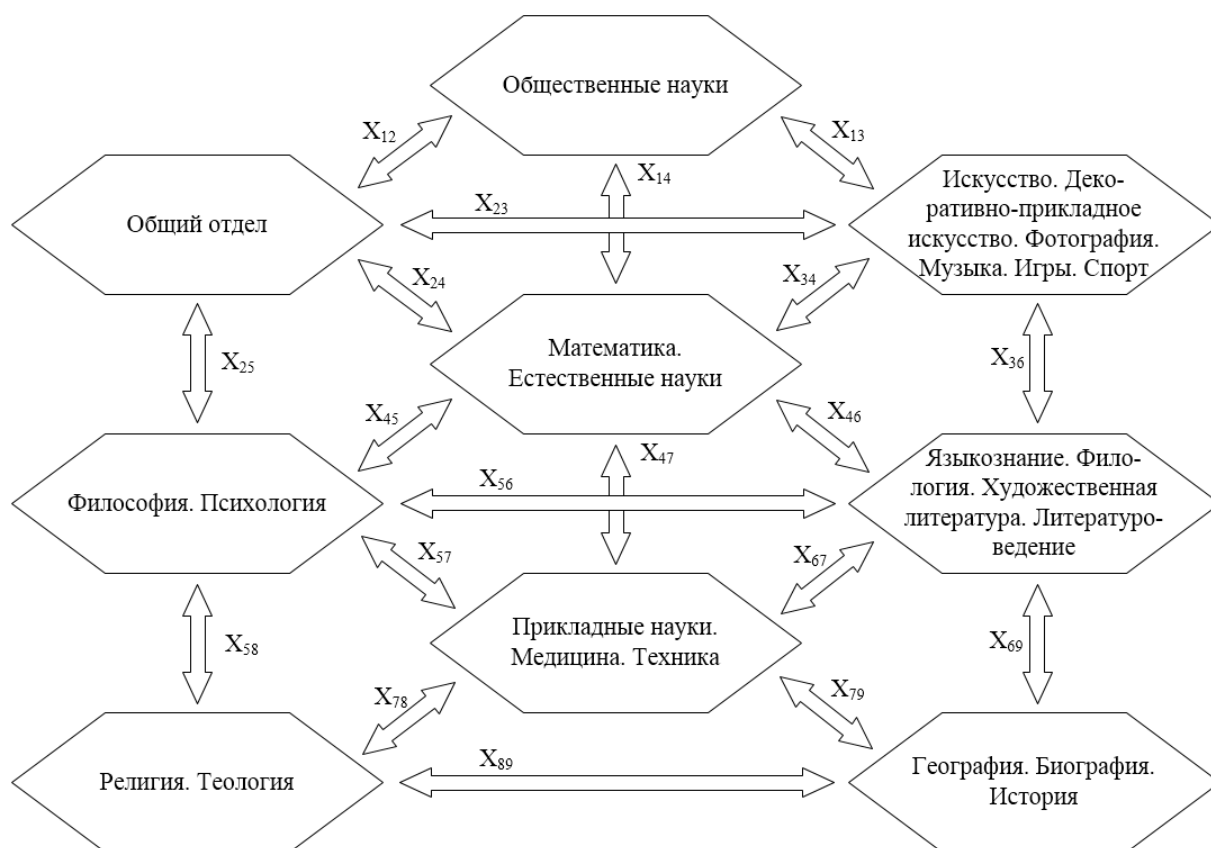 Общественные науки
X12
X13
Общий отдел
X23
X14
Искусство. Деко-
ративно-прикладное
искусство. Фотография.
Музыка. Игры. Спорт
X24
X34
X25
Математика.
Естественные науки
X36
X45
X46
Философия. Психология
X56
X47
Языкознание. Фило-
логия. Художественная
литература. Литературо-
ведение
X57
X67
X58
Прикладные науки.
Медицина. Техника
X69
X78
X79
Религия. Теология
X89
География. Биография.
История